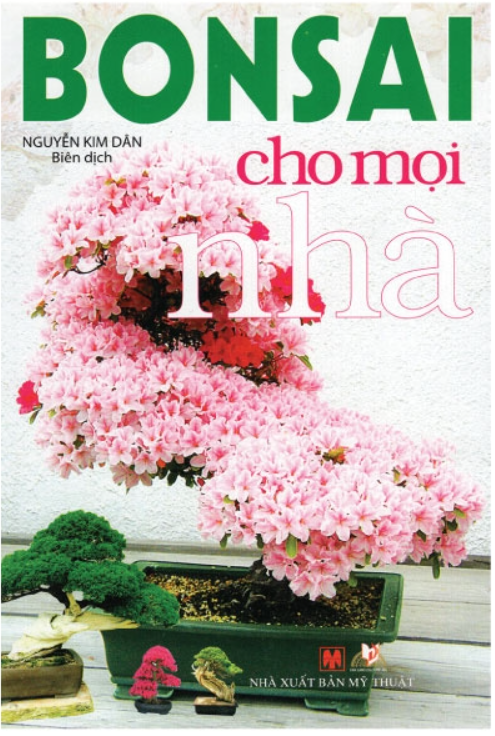 BONSAI
NGUYỄN KIM DÂN
Biên dịch
cho mọi
nhà
NHÀ XUẤT BẢN MỸ THUẬT